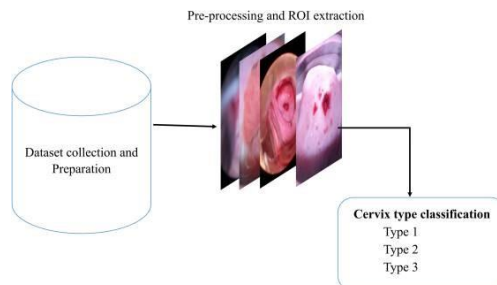 Pre-processing and ROI extraction
Dataset collection and
Preparation
Cervix type classification
Type 1
Type 2
Type 3